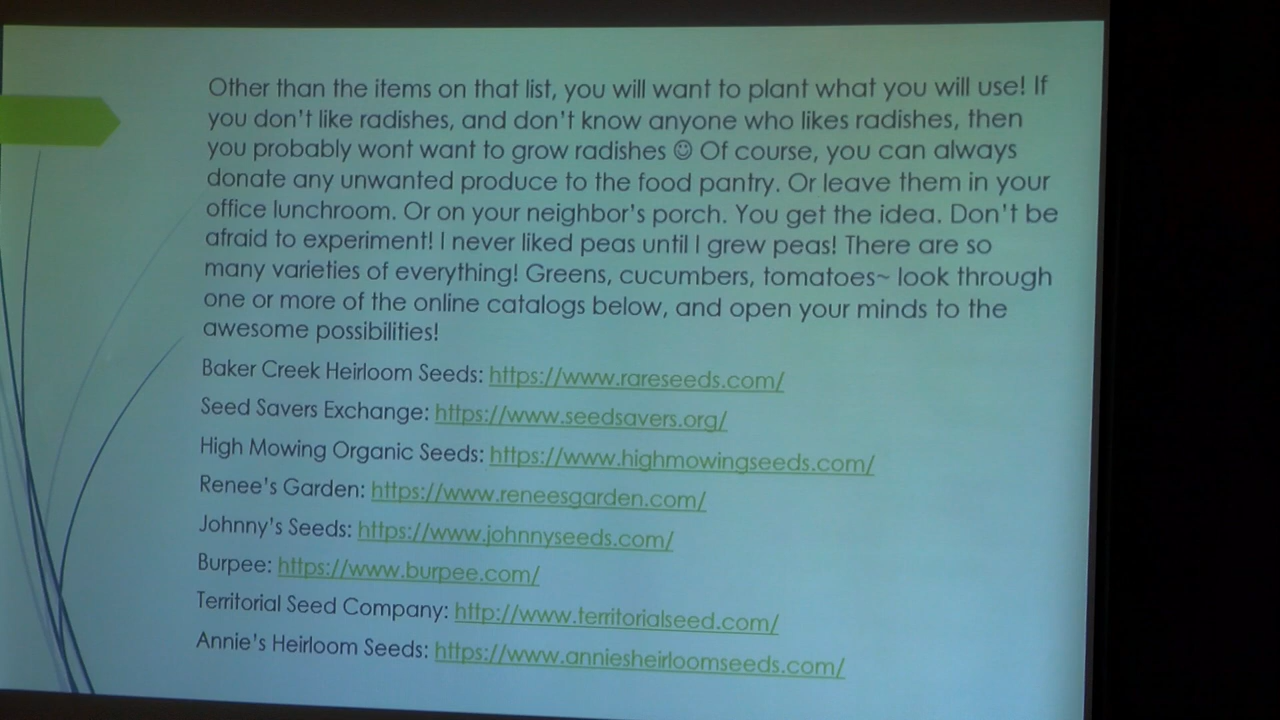 Other than the items on that list, you will want to plant what you will use! If
you don't like radishes, and don't know anyone who likes radishes, then
you probably wont want to grow radishes ☺ Of course, you can always
donate any unwanted produce to the food pantry. Or leave them in your
office lunchroom. Or on your neighbor's porch. You get the idea. Don't be
afraid to experiment! I never liked peas until I grew peas! There are so
many varieties of everything! Greens, cucumbers, tomatoes~ look through
one or more of the online catalogs below, and open your minds to the
awesome possibilities!
Baker Creek Heirloom Seeds: https://www.rareseeds.com/
Seed Savers Exchange: https://www.seedsavers.org/
High Mowing Organic Seeds: https://www.highmowingseeds.com/
Renee's Garden: https://www.reneesgarden.com/
Johnny's Seeds: https://www.johnnyseeds.com/
Burpee: https://www.burpee.com/
Territorial Seed Company: http://www.territorialseed.com/
Annie's Heirloom Seeds: https://www.anniesheirloomseeds.com/